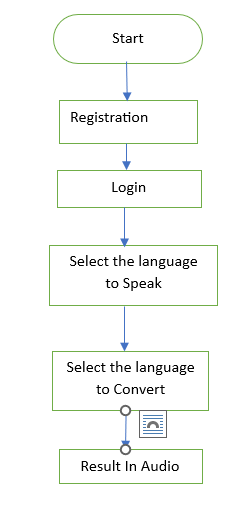 Start
Registration
Login
Select the language
to Speak
Select the language
to Convert
Result In Audio